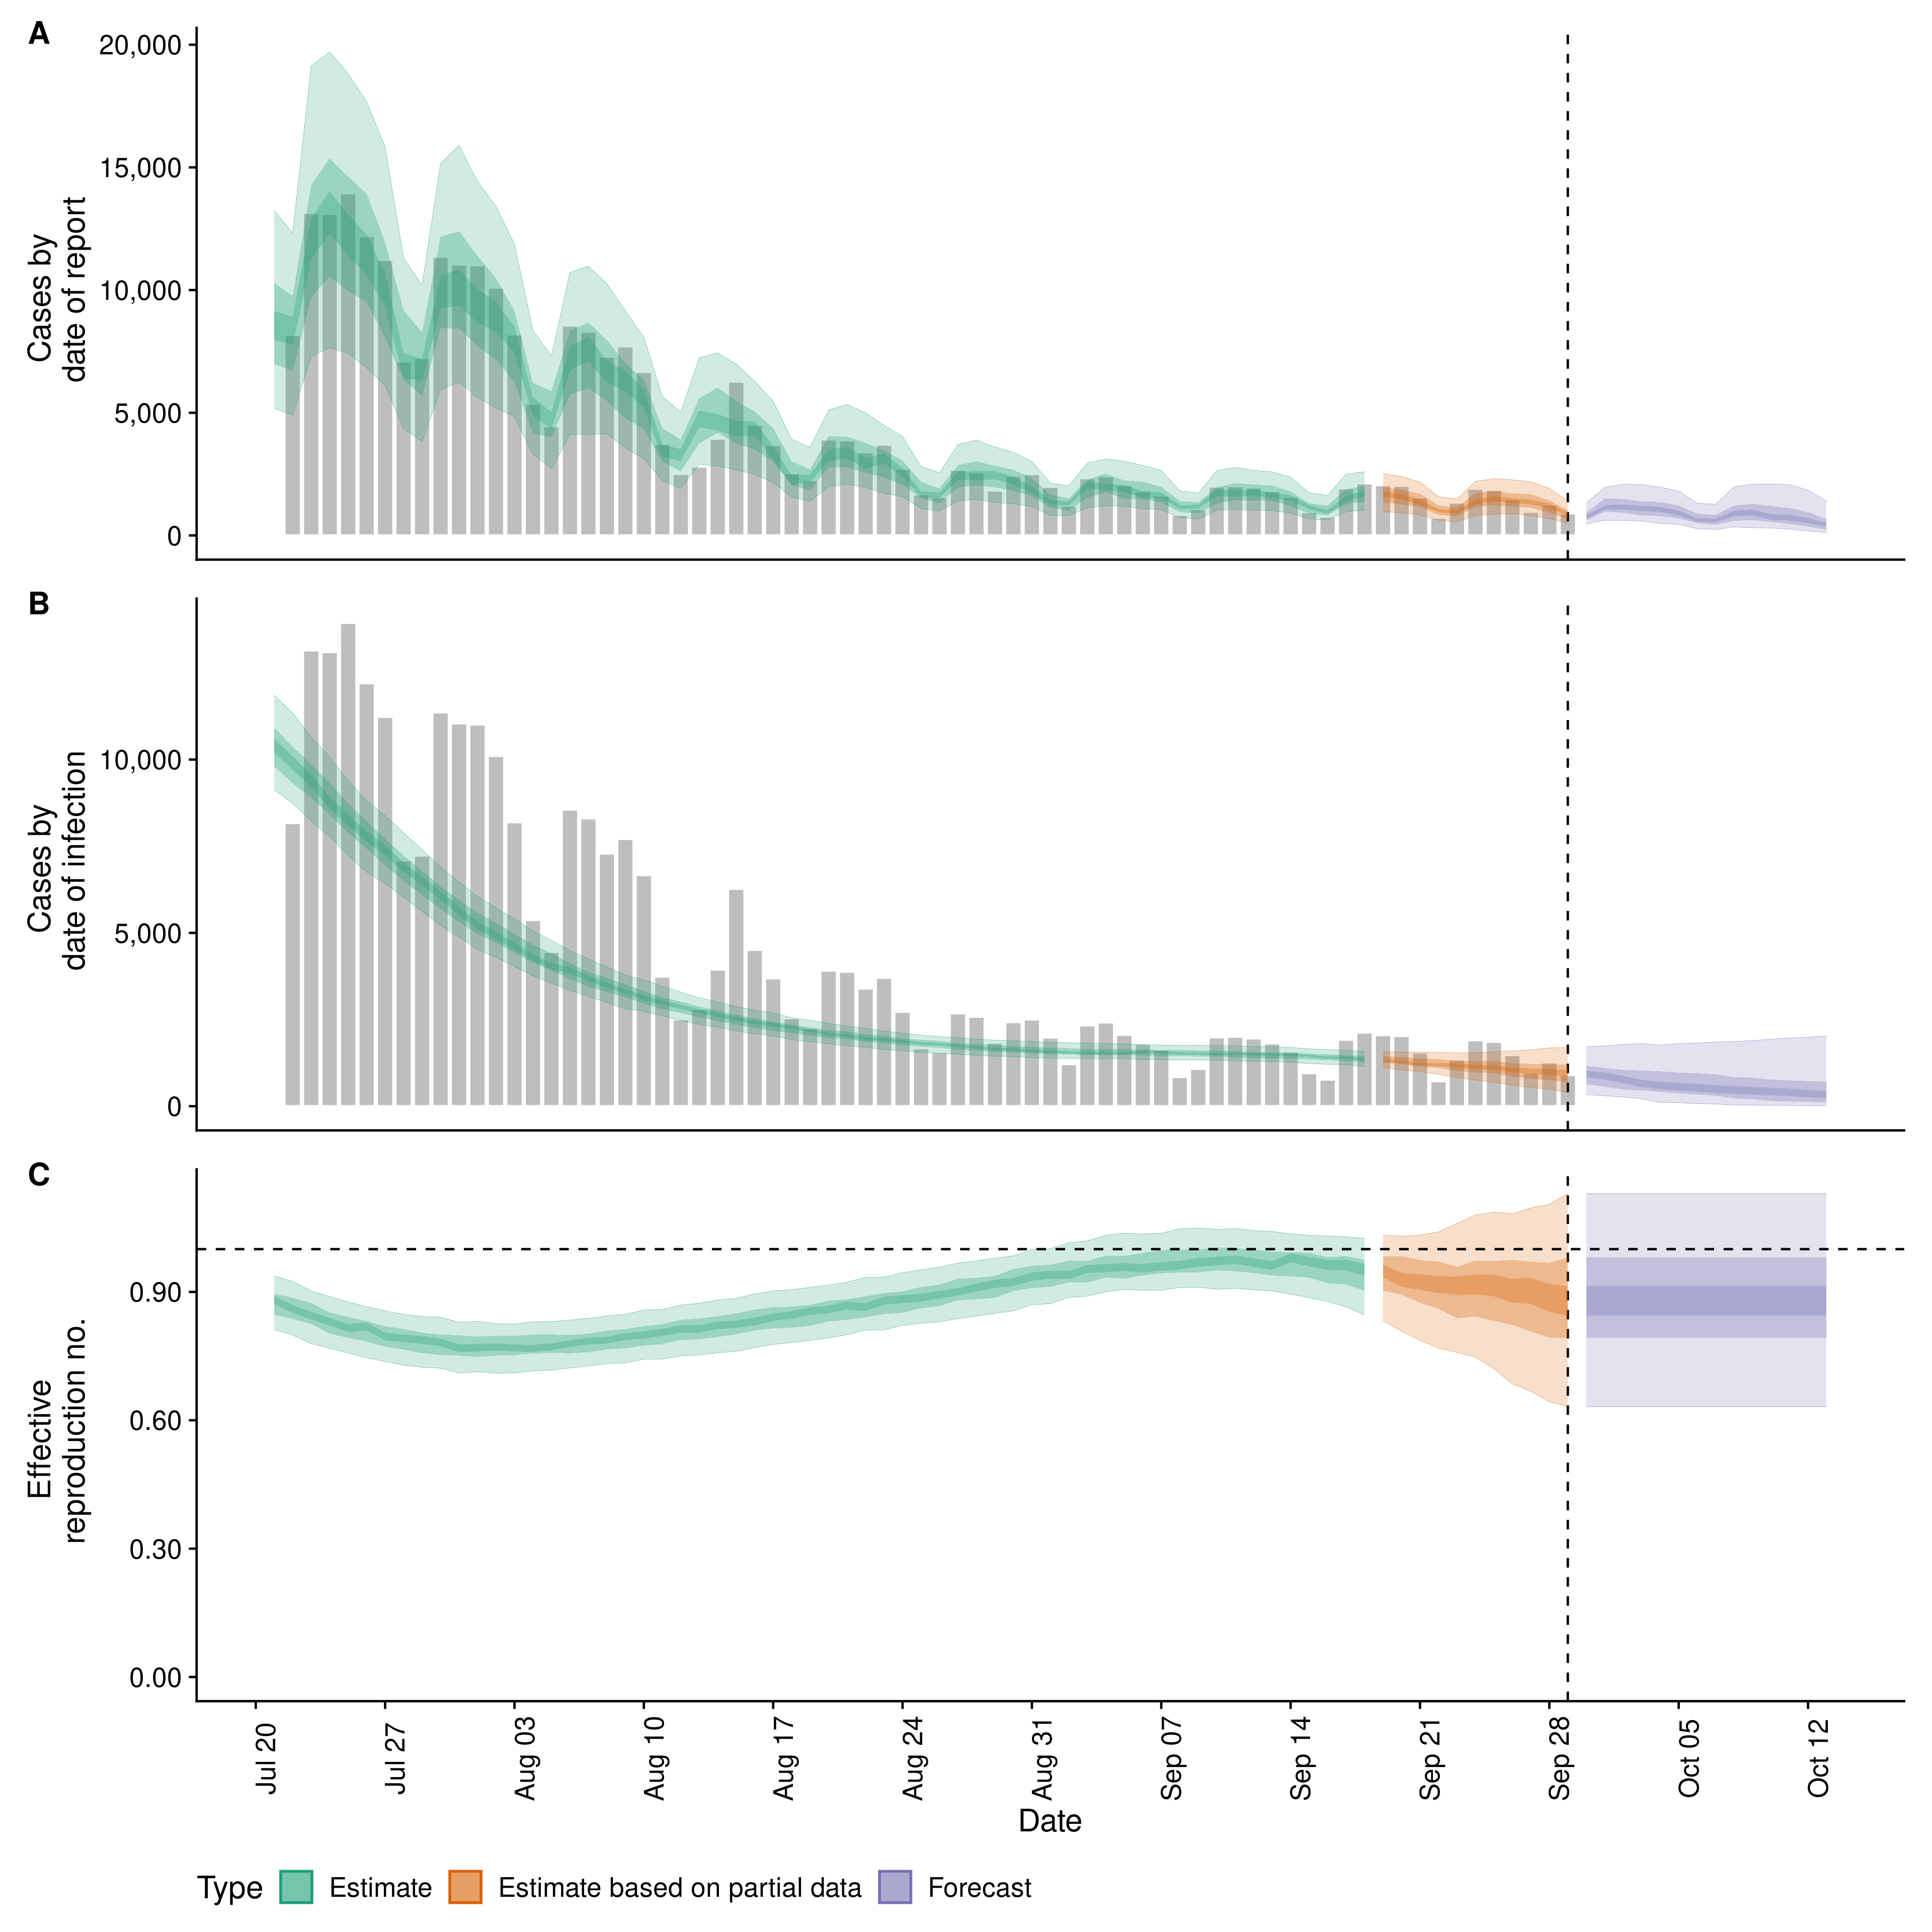 A
20,000
15,000
10,000
5,000
0
Cases by
date of report
B
10,000
5,000
0
Cases by
date of infection
C
0.90
0.60
0.30
0.00
Effective
reproduction no.
Jul 20
Jul 27
Aug 03
Aug 10
Aug 17
Aug 24
Aug 31
Sep 07
Sep 14
Sep 21
Sep 28
Oct 05
Oct 12
Date
Type Estimate Estimate based on partial data Forecast